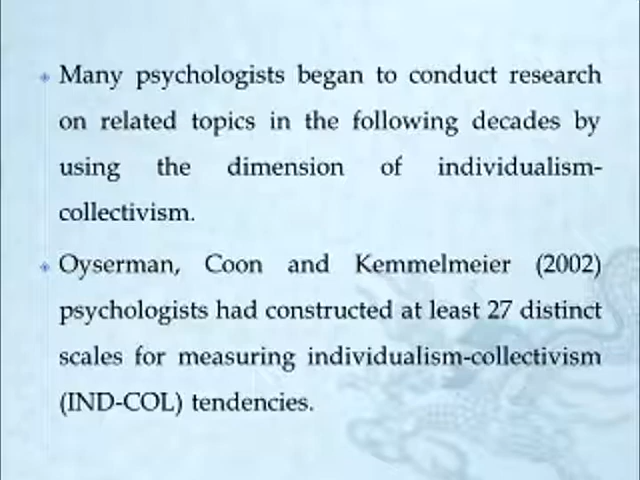 Many psychologists began to conduct research
on related topics in the following decades by
using the dimension of individualism-
collectivism.
Oyserman, Coon and Kemmelmeier (2002)
psychologists had constructed at least 27 distinct
scales for measuring individualism-collectivism
(IND-COL) tendencies.